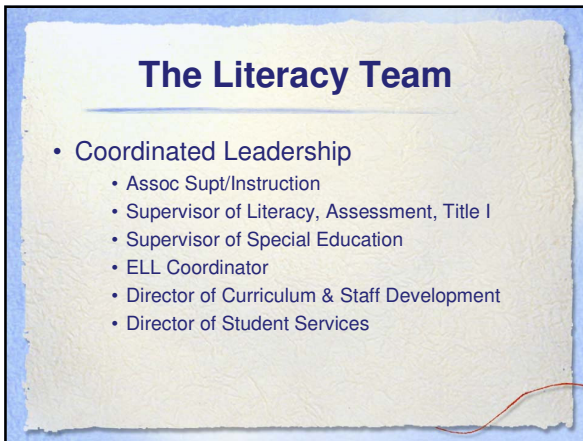 The Literacy Team
• Coordinated Leadership
• Assoc Supt/Instruction
• Supervisor of Literacy, Assessment, Title I
• Supervisor of Special Education
• ELL Coordinator
• Director of Curriculum & Staff Development
• Director of Student Services